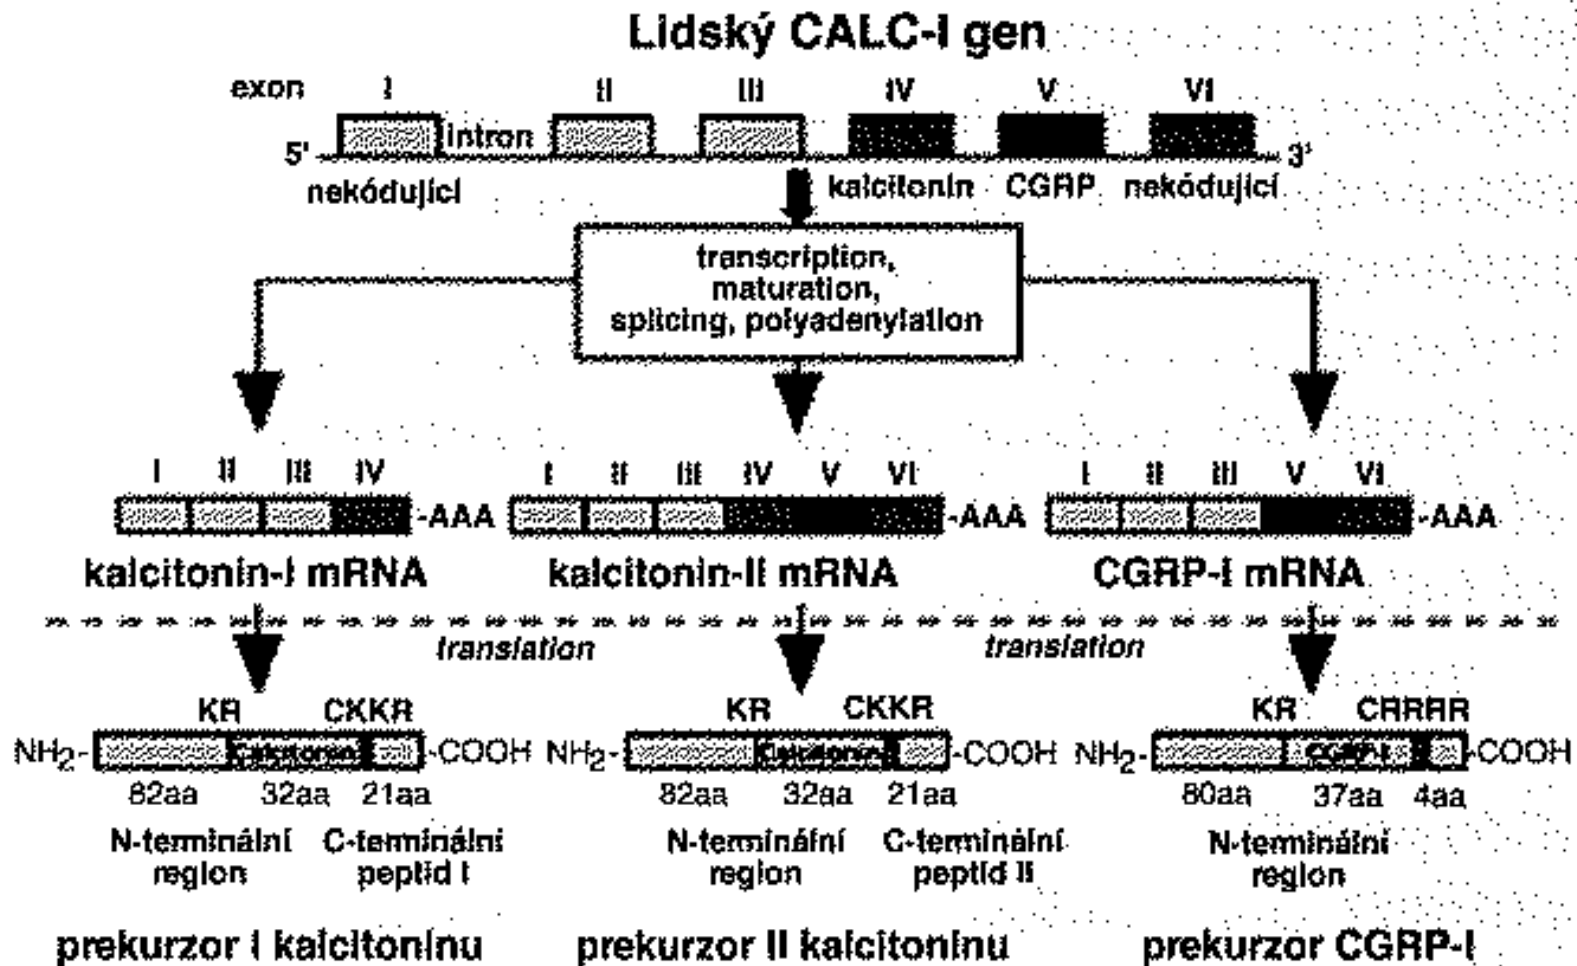 Lidský CALC-I gen
exon I II III IV V VI
5' intron 3'
nekódující kalcitonin CGRP nekódující
transcription,
maturation,
splicing, polyadenylation
I II III IV I II III IV V VI I II III V VI
-AAA -AAA -AAA
kalcitonin-I mRNA kalcitonin-II mRNA CGRP-I mRNA
translation translation
KR CKKR KR CKKR KR CRRRR
NH2- Calcitonin -COOH NH2- Calcitonin -COOH NH2- CGRP-I -COOH
82aa 32aa 21aa 82aa 32aa 21aa 80aa 37aa 4aa
N-terminální C-terminální N-terminální C-terminální N-terminální
region peptid I region peptid II region
prekurzor I kalcitonínu prekurzor II kalcitonínu prekurzor CGRP-I